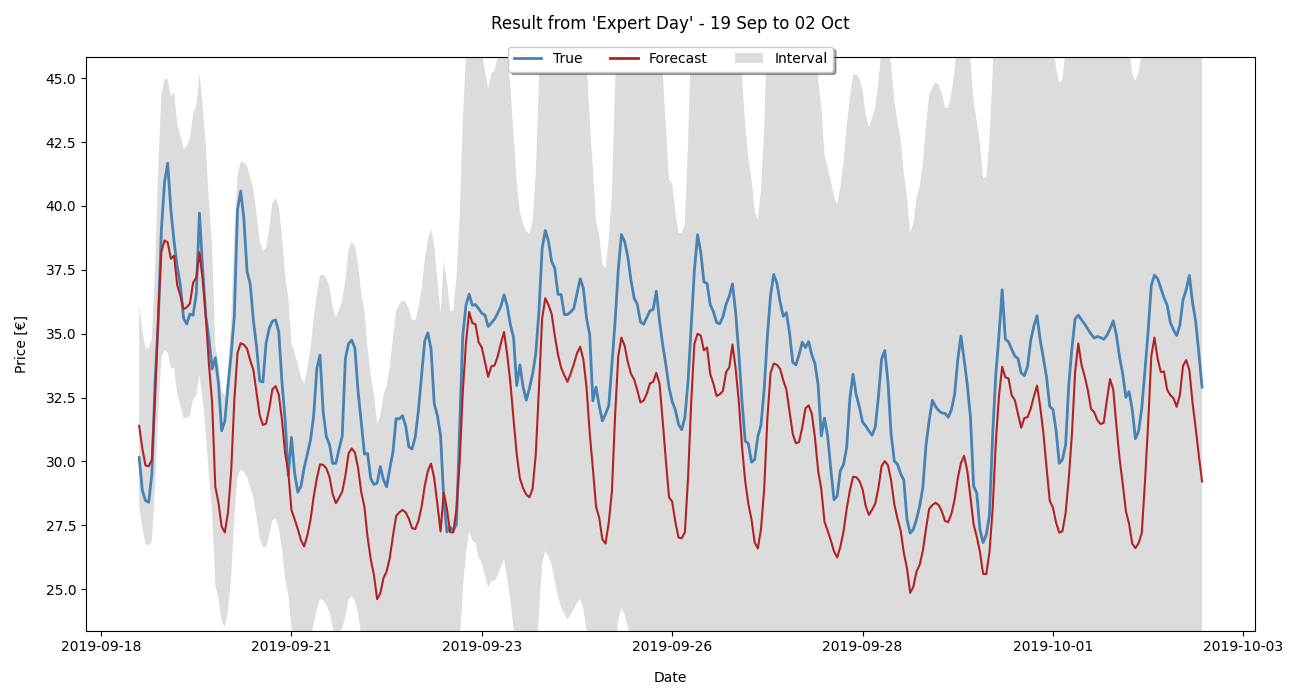 Result from 'Expert Day' - 19 Sep to 02 Oct
True Forecast Interval
45.0
42.5
40.0
37.5
35.0
32.5
30.0
27.5
25.0
Price [€]
2019-09-18 2019-09-21 2019-09-23 2019-09-26 2019-09-28 2019-10-01 2019-10-03
Date